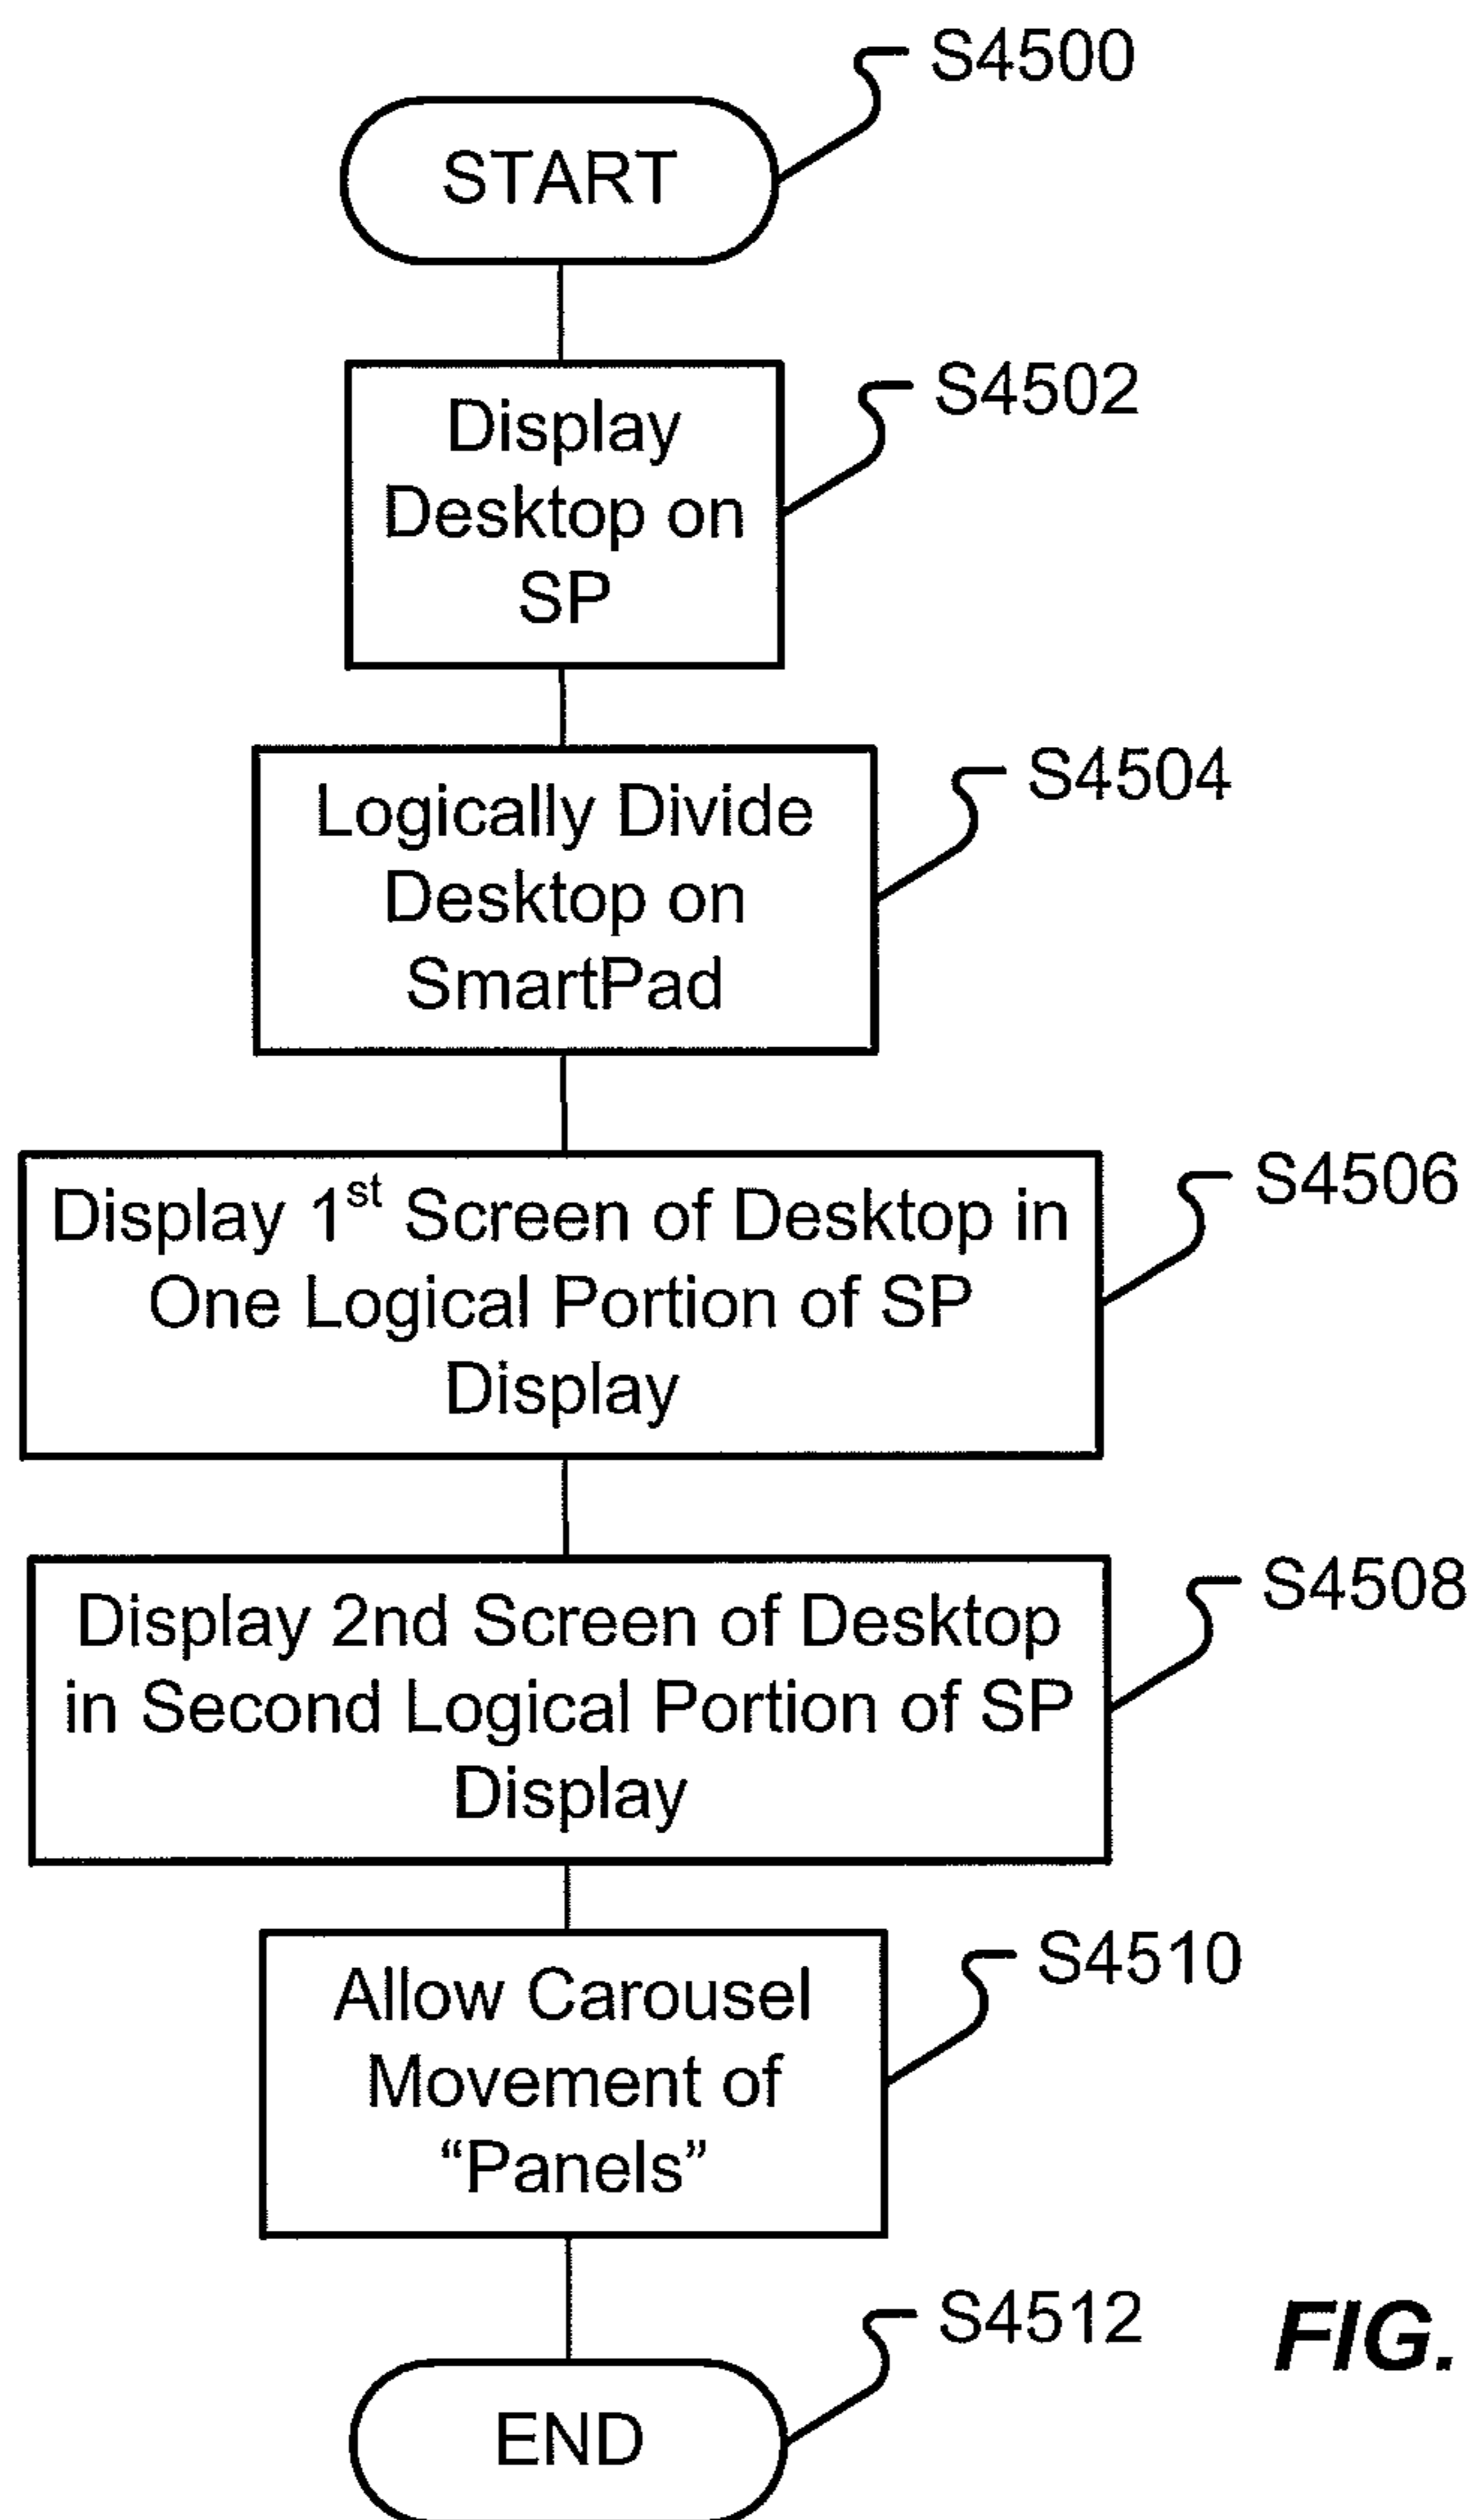 S4500
START
S4502
Display
Desktop on
SP
S4504
Logically Divide
Desktop on
SmartPad
S4506
Display 1st Screen of Desktop in
One Logical Portion of SP
Display
S4508
Display 2nd Screen of Desktop
in Second Logical Portion of SP
Display
S4510
Allow Carousel
Movement of
“Panels”
S4512
FIG.
END